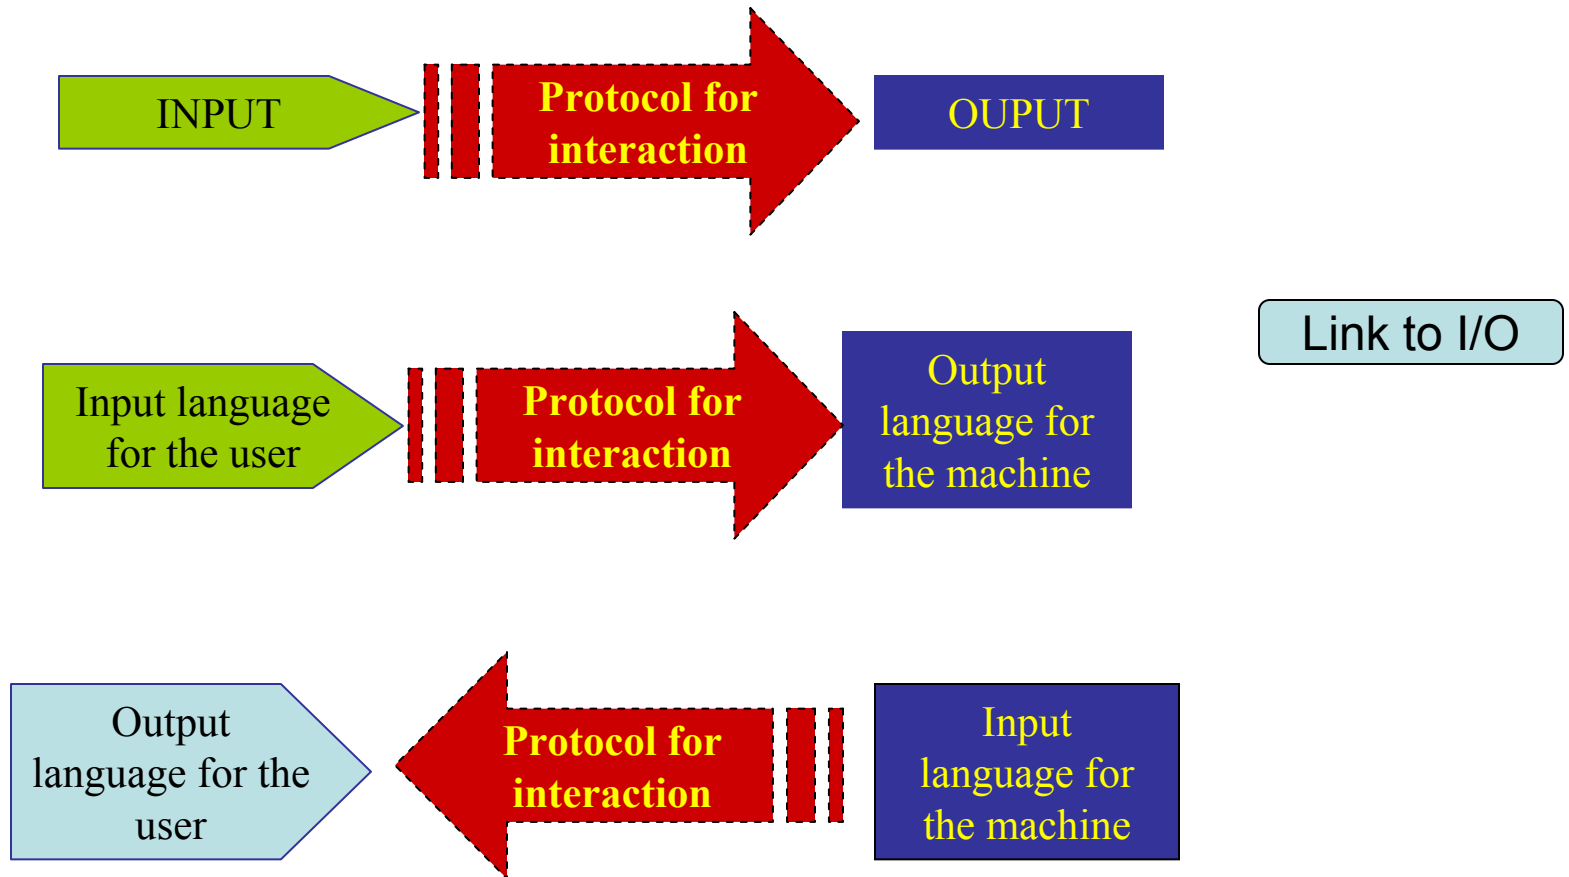 INPUT
Protocol for
interaction
OUPUT
Link to I/O
Input language
for the user
Protocol for
interaction
Output
language for
the machine
Output
language for the
user
Protocol for
interaction
Input
language for
the machine